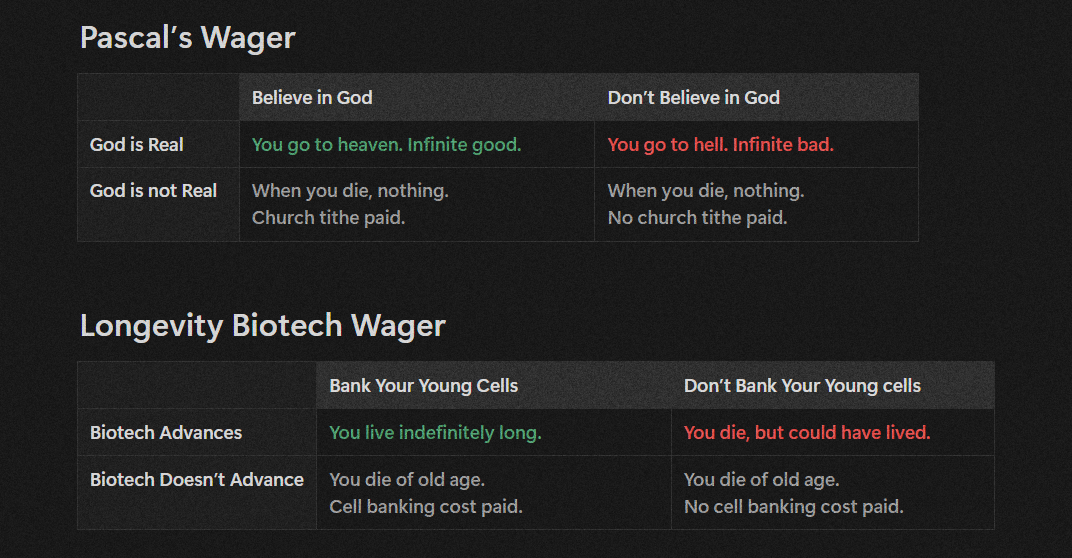 Pascal’s Wager
Believe in God
Don’t Believe in God
God is Real
You go to heaven. Infinite good.
You go to hell. Infinite bad.
God is not Real
When you die, nothing.
Church tithe paid.
When you die, nothing.
No church tithe paid.
Longevity Biotech Wager
Bank Your Young Cells
Don’t Bank Your Young cells
Biotech Advances
You live indefinitely long.
You die, but could have lived.
Biotech Doesn’t Advance
You die of old age.
Cell banking cost paid.
You die of old age.
No cell banking cost paid.